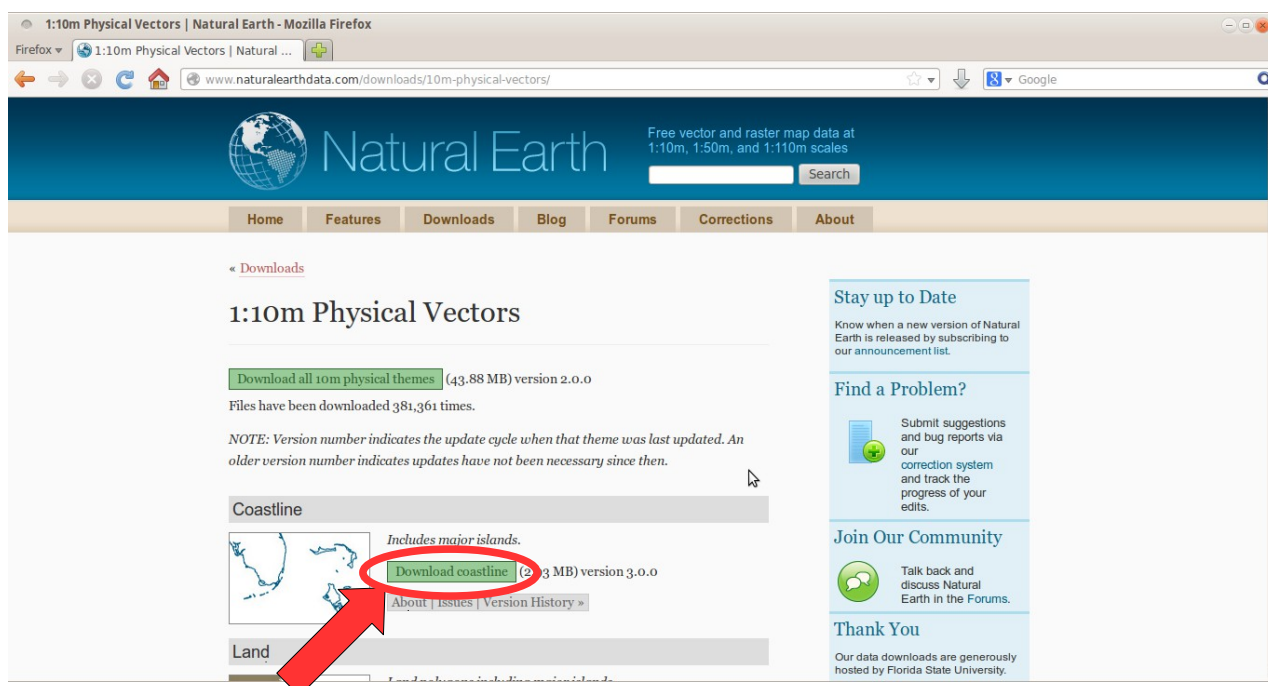 1:10m Physical Vectors | Natural Earth - Mozilla Firefox
Firefox
1:10m Physical Vectors | Natural ...
www.naturalearthdata.com/downloads/10m-physical-vectors/
Google
Natural Earth
Free vector and raster map data at
1:10m, 1:50m, and 1:110m scales
Search
Home Features Downloads Blog Forums Corrections About
« Downloads
1:10m Physical Vectors
Download all 10m physical themes (43.88 MB) version 2.0.0
Files have been downloaded 381,361 times.
NOTE: Version number indicates the update cycle when that theme was last updated. An
older version number indicates updates have not been necessary since then.
Coastline
Includes major islands.
Download coastline MB) version 3.0.0
About | Issues | Version History »
Land
Land polygons including major islands
Stay up to Date
Know when a new version of Natural
Earth is released by subscribing to
our announcement list.
Find a Problem?
Submit suggestions
and bug reports via
our
correction system
and track the
progress of your
edits.
Join Our Community
Talk back and
discuss Natural
Earth in the Forums.
Thank You
Our data downloads are generously
hosted by Florida State University.